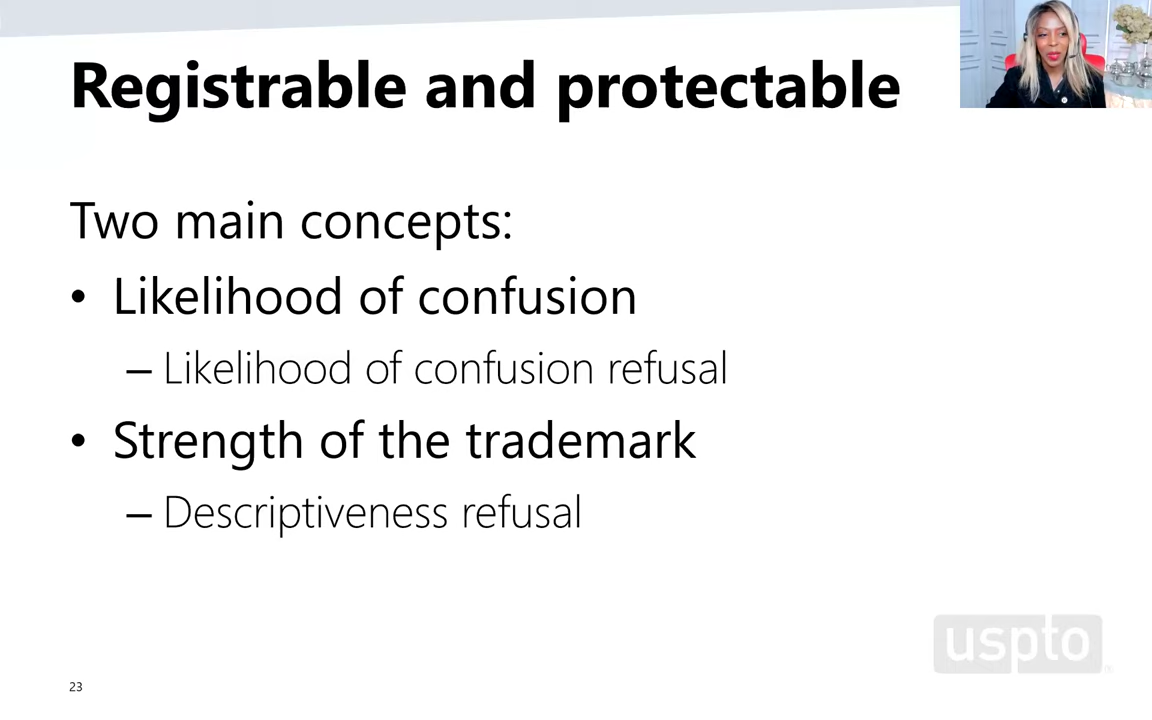 Registrable and protectable
Two main concepts:
• Likelihood of confusion
– Likelihood of confusion refusal
• Strength of the trademark
– Descriptiveness refusal
uspto®
23